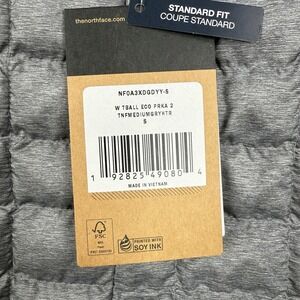 thenorthface.com
STANDARD FIT
COUPE STANDARD
NF0A3XDGDYY-S
W TBALL ECO PRKA 2
TNFMEDIUMGRYHTR
S
1 92825 49080 4
MADE IN VIETNAM
FSC
PRINTED WITH
SOY INK